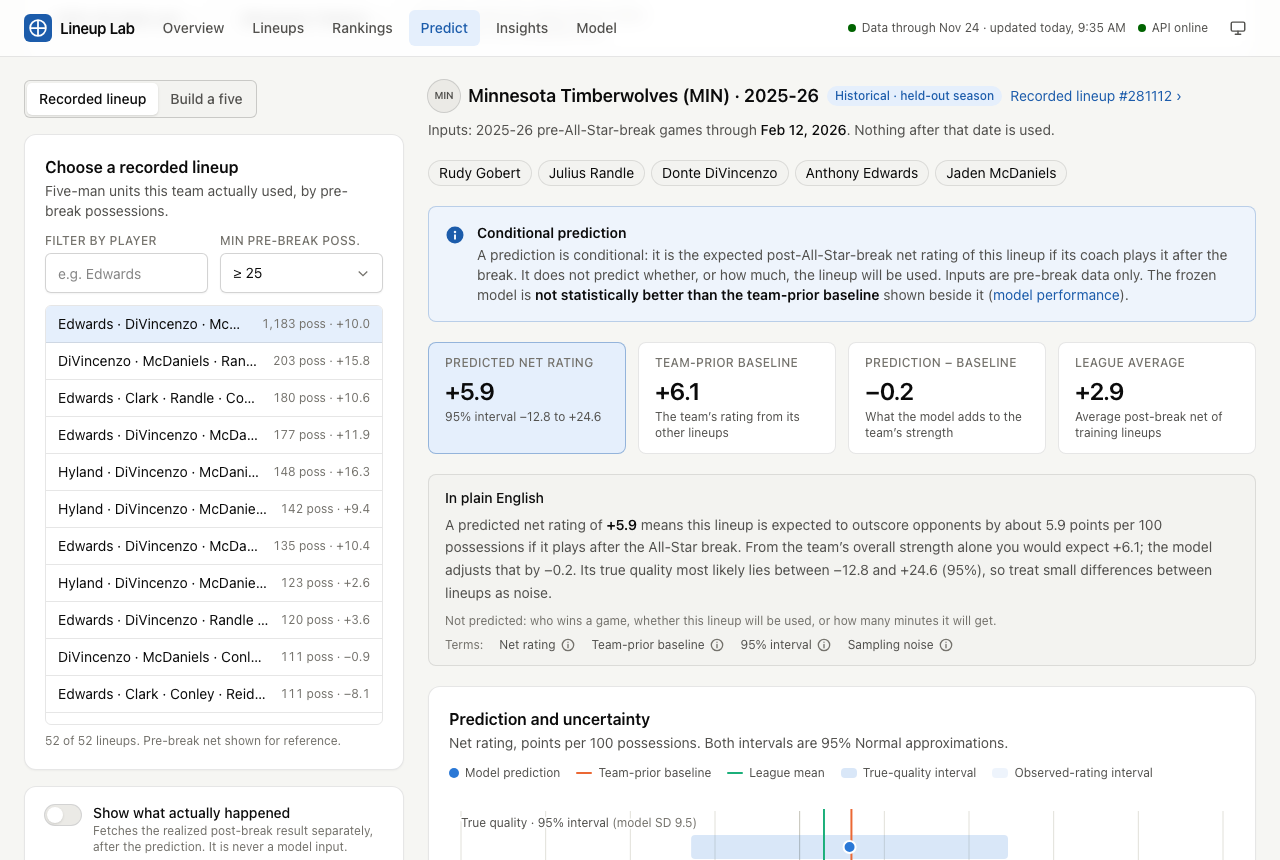 Lineup Lab
Overview
Lineups
Rankings
Predict
Insights
Model
Data through Nov 24 · updated today, 9:35 AM
API online
Recorded lineup
Build a five
Choose a recorded lineup
Five-man units this team actually used, by pre-
break possessions.
FILTER BY PLAYER
MIN PRE-BREAK POSS.
e.g. Edwards
≥ 25
Edwards · DiVincenzo · Mc... 1,183 poss · +10.0
DiVincenzo · McDaniels · Ran... 203 poss · +15.8
Edwards · Clark · Randle · Co... 180 poss · +10.6
Edwards · DiVincenzo · McDa... 177 poss · +11.9
Hyland · DiVincenzo · McDani... 148 poss · +16.3
Hyland · DiVincenzo · McDanie... 142 poss · +9.4
Edwards · DiVincenzo · McDa... 135 poss · +10.4
Hyland · DiVincenzo · McDanie... 123 poss · +2.6
Edwards · DiVincenzo · Randle ... 120 poss · +3.6
DiVincenzo · McDaniels · Conl... 111 poss · −0.9
Edwards · Clark · Conley · Reid... 111 poss · −8.1
52 of 52 lineups. Pre-break net shown for reference.
Show what actually happened
Fetches the realized post-break result separately,
after the prediction. It is never a model input.
MIN
Minnesota Timberwolves (MIN) · 2025-26
Historical · held-out season
Recorded lineup #281112 ›
Inputs: 2025-26 pre-All-Star-break games through Feb 12, 2026. Nothing after that date is used.
Rudy Gobert
Julius Randle
Donte DiVincenzo
Anthony Edwards
Jaden McDaniels
Conditional prediction
A prediction is conditional: it is the expected post-All-Star-break net rating of this lineup if its coach plays it after the
break. It does not predict whether, or how much, the lineup will be used. Inputs are pre-break data only. The frozen
model is not statistically better than the team-prior baseline shown beside it (model performance).
PREDICTED NET RATING
+5.9
95% interval −12.8 to +24.6
TEAM-PRIOR BASELINE
+6.1
The team's rating from its
other lineups
PREDICTION – BASELINE
−0.2
What the model adds to the
team's strength
LEAGUE AVERAGE
+2.9
Average post-break net of
training lineups
In plain English
A predicted net rating of +5.9 means this lineup is expected to outscore opponents by about 5.9 points per 100
possessions if it plays after the All-Star break. From the team's overall strength alone you would expect +6.1; the model
adjusts that by −0.2. Its true quality most likely lies between −12.8 and +24.6 (95%), so treat small differences between
lineups as noise.
Not predicted: who wins a game, whether this lineup will be used, or how many minutes it will get.
Terms: Net rating Team-prior baseline 95% interval Sampling noise
Prediction and uncertainty
Net rating, points per 100 possessions. Both intervals are 95% Normal approximations.
Model prediction
Team-prior baseline
League mean
True-quality interval
Observed-rating interval
True quality · 95% interval (model SD 9.5)